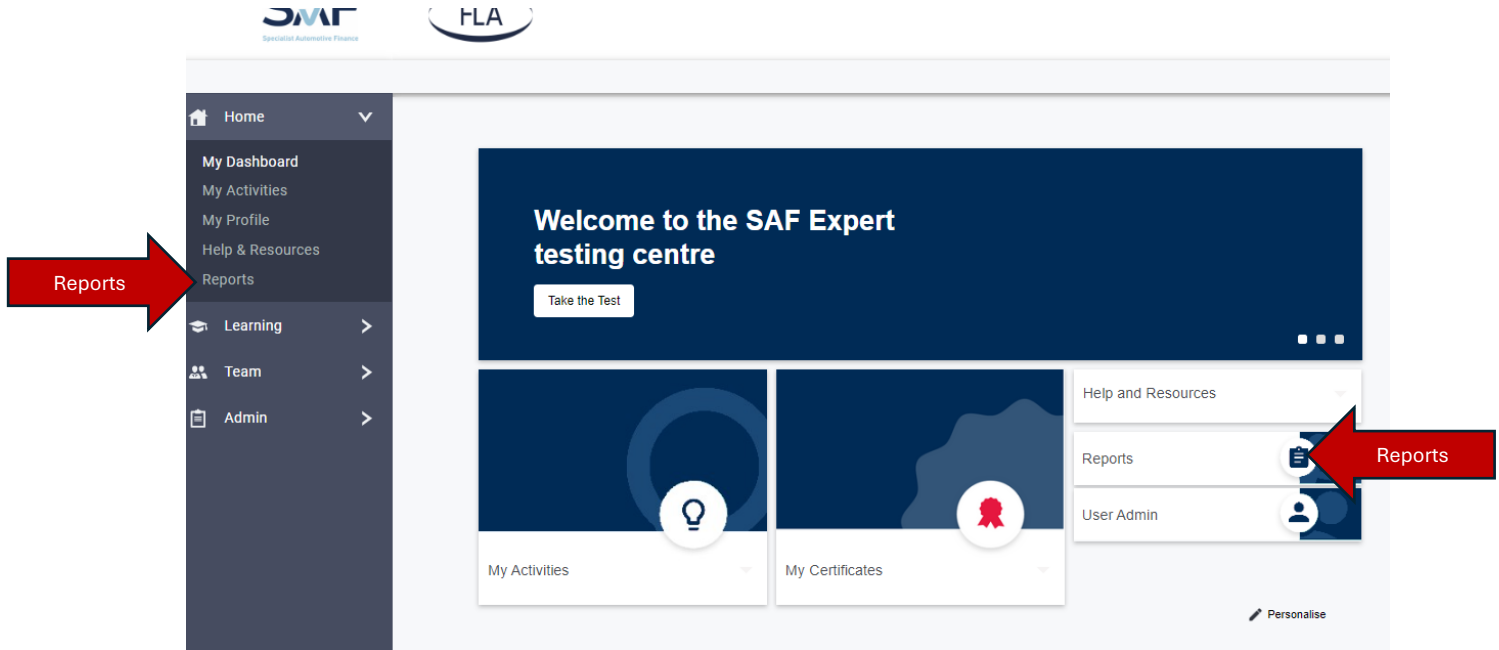 SAF
Specialist Automotive Finance
FLA
Home
My Dashboard
My Activities
My Profile
Help & Resources
Reports
Reports
Learning
Team
Admin
Welcome to the SAF Expert
testing centre
Take the Test
My Activities
My Certificates
Help and Resources
Reports
Reports
User Admin
Personalise